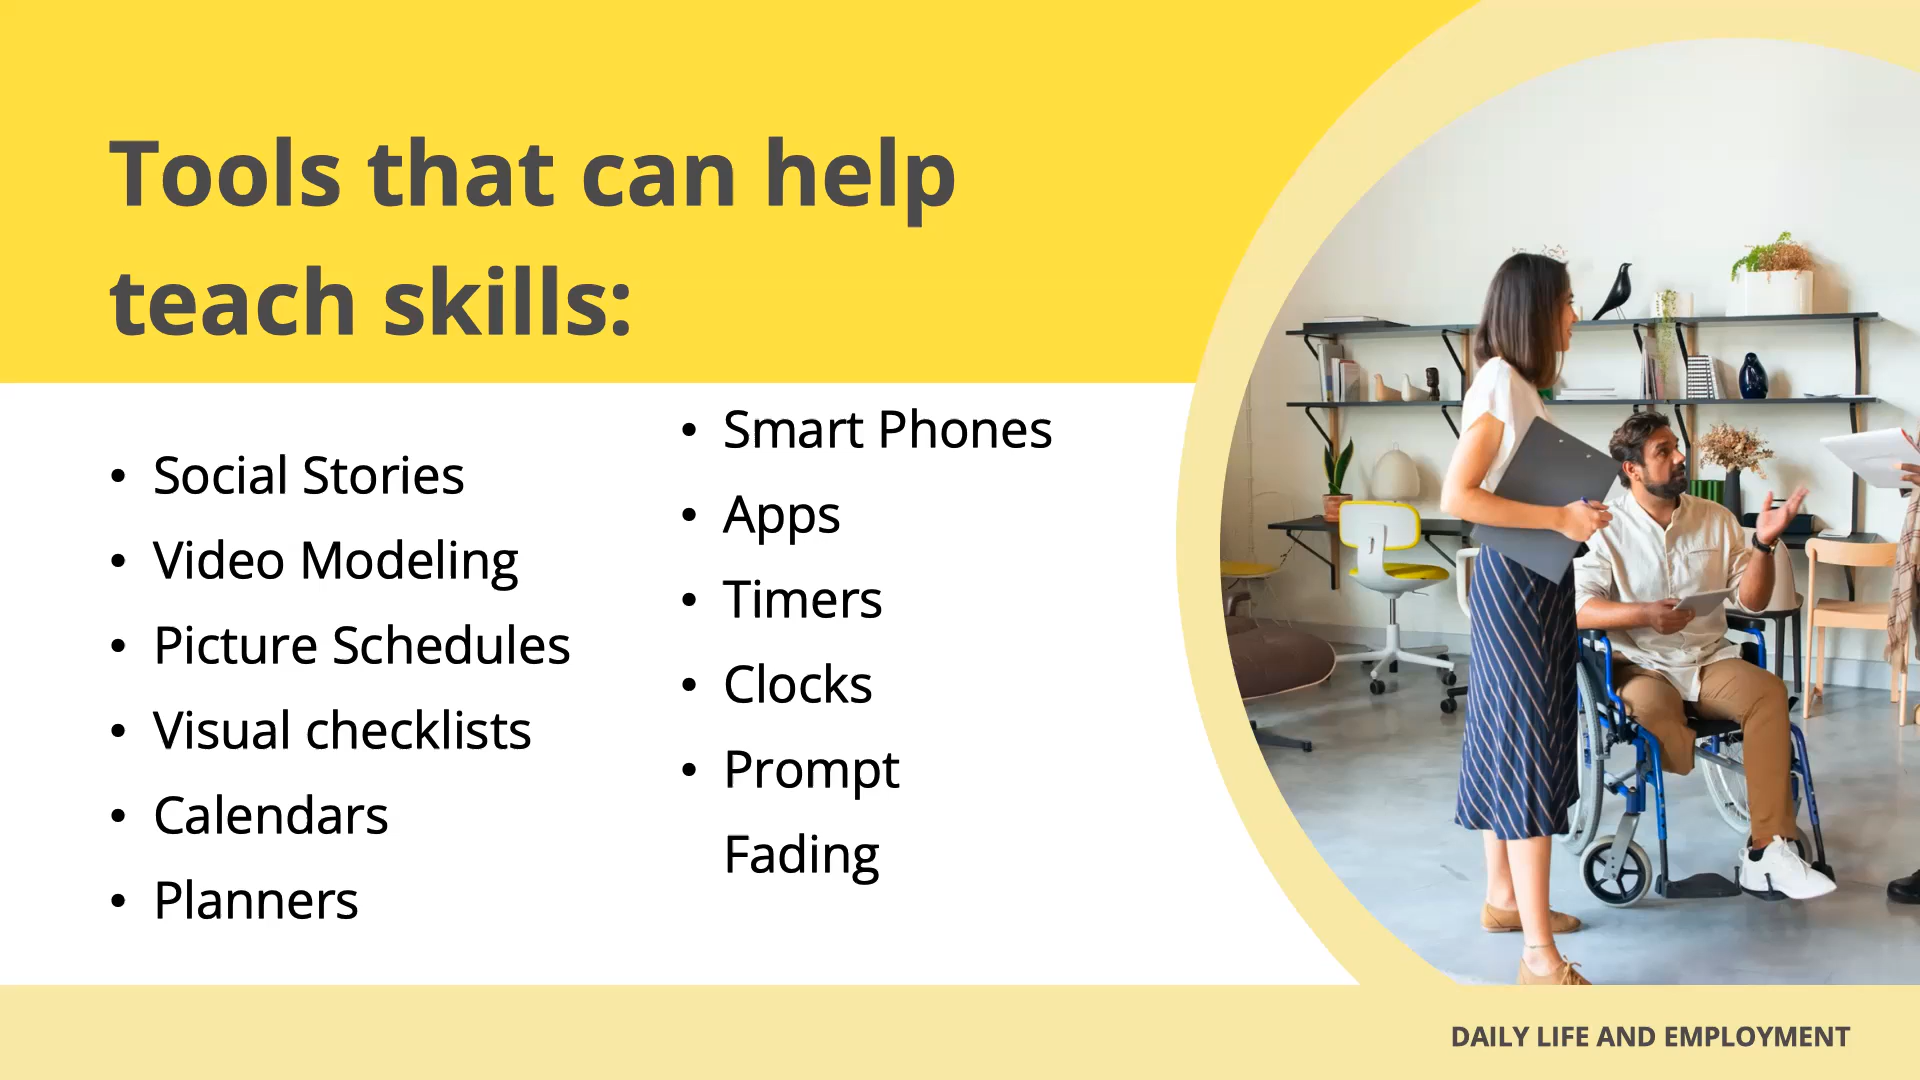 Tools that can help
teach skills:
• Social Stories
• Video Modeling
• Picture Schedules
• Visual checklists
• Calendars
• Planners
• Smart Phones
• Apps
• Timers
• Clocks
• Prompt
Fading
DAILY LIFE AND EMPLOYMENT